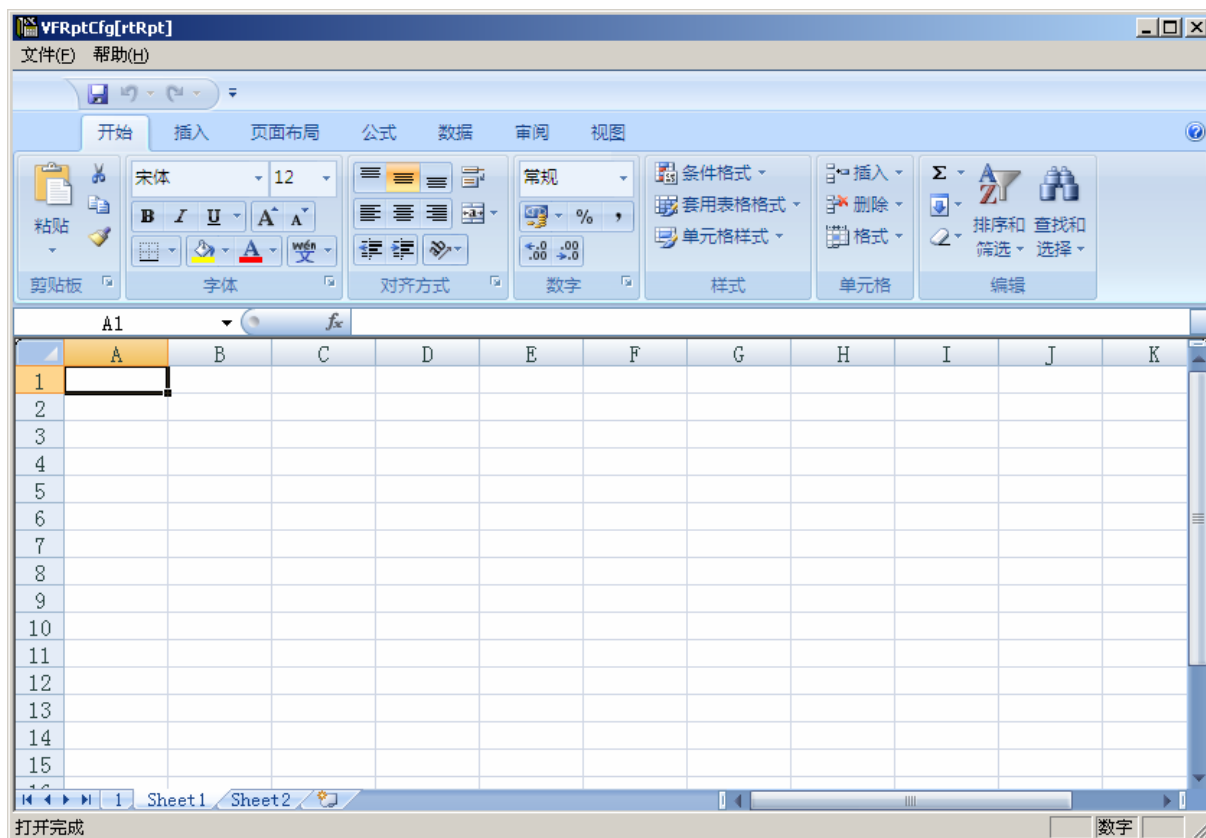 VFRptCfg[rtRpt]
文件(F) 帮助(H)
开始 插入 页面布局 公式 数据 审阅 视图
宋体 12 常规 条件格式 插入 Σ
粘贴 B I U A A % , 套用表格格式 删除 A Z 排序和 查找和
A wén 文 .0 .00 .00 .0 单元格样式 格式 筛选 选择
剪贴板 字体 对齐方式 数字 样式 单元格 编辑
A1 fx
A B C D E F G H I J K
1
2
3
4
5
6
7
8
9
10
11
12
13
14
15
1 Sheet1 Sheet2
打开完成 数字